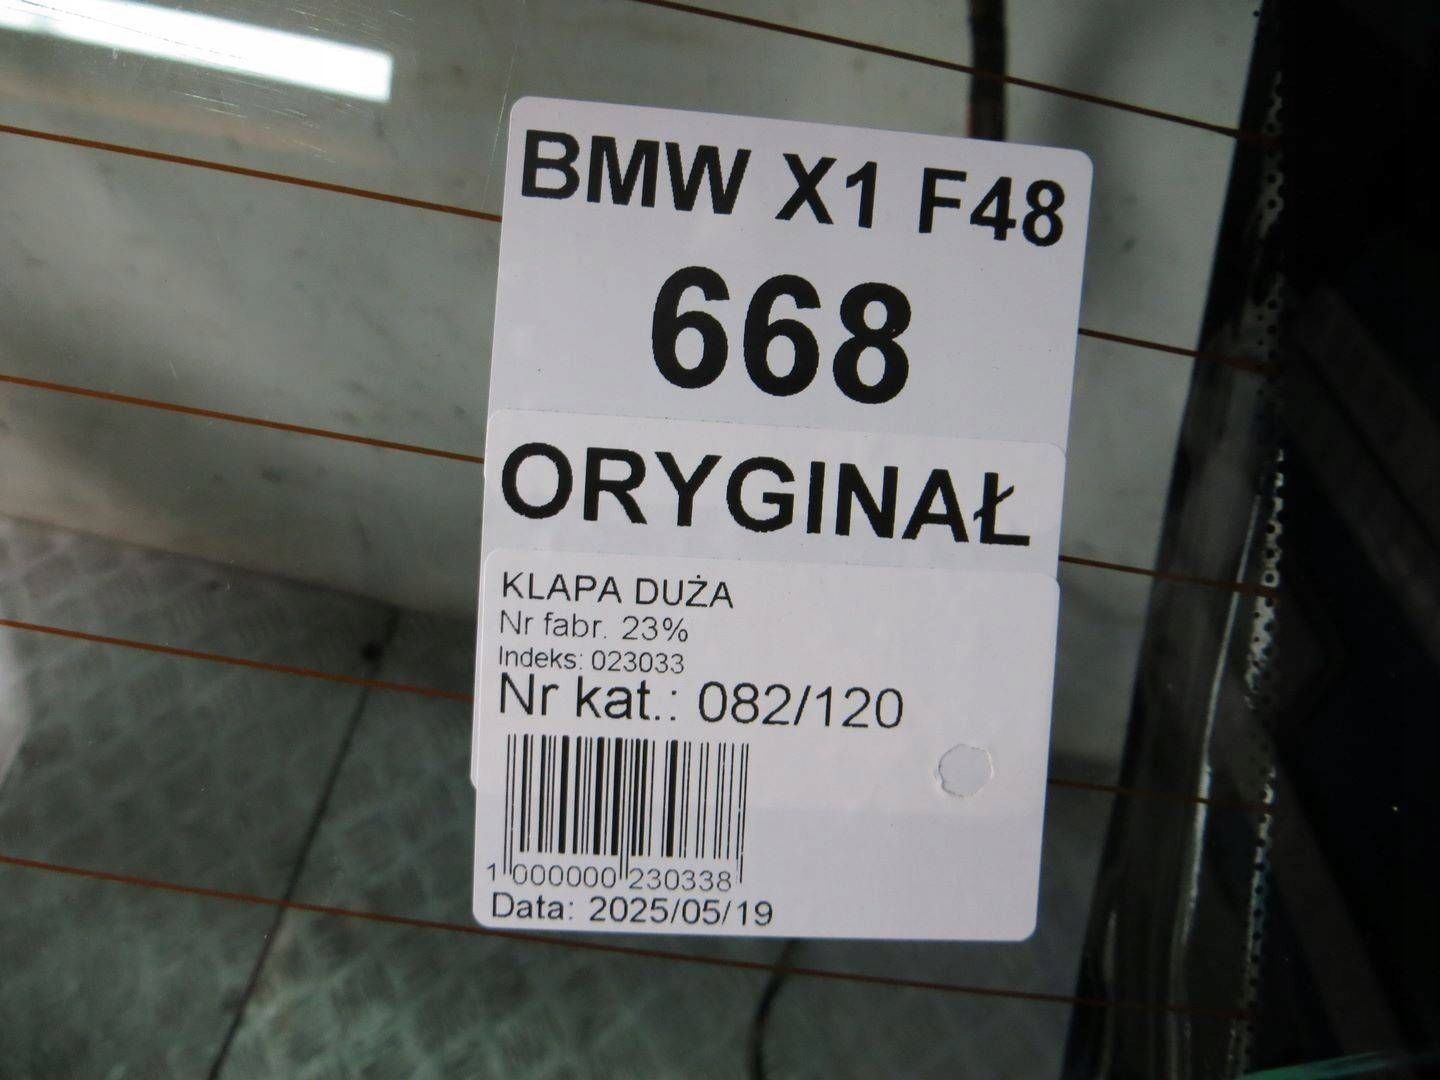 BMW X1 F48
668
ORYGINAŁ
KLAPA DUŻA
Nr fabr. 23%
Indeks: 023033
Nr kat.: 082/120
1 000000 230338
Data: 2025/05/19